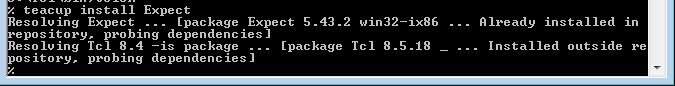 % teacup install Expect
Resolving Expect ... [package Expect 5.43.2 win32-ix86 ... Already installed in
repository, probing dependencies]
Resolving Tcl 8.4 -is package ... [package Tcl 8.5.18 _ ... Installed outside re
pository, probing dependencies]
%